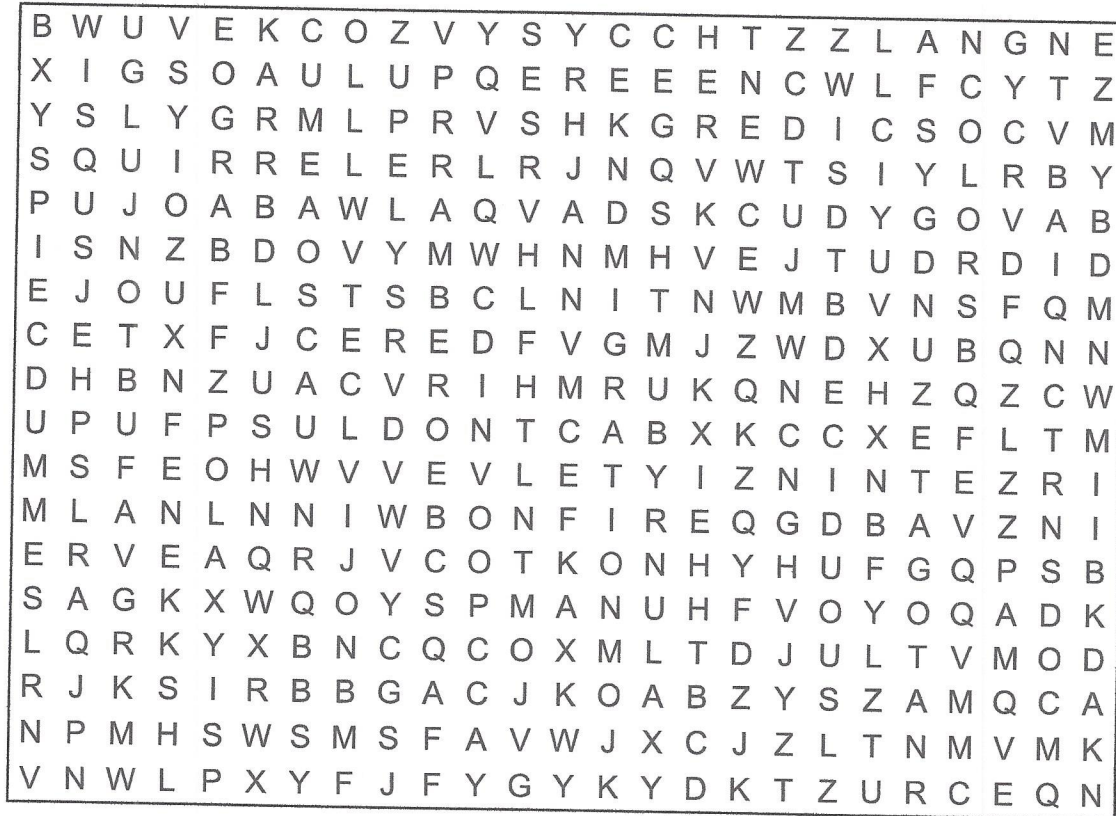 B W U V E K C O Z V Y S Y C C H T Z Z L A N G N E
X I G S O A U L U P Q E R E E E N C W L F C Y T Z
Y S L Y G R M L P R V S H K G R E D I C S O C V M
S Q U I R R E L E R L R J N Q V W T S I Y L R B Y
P U J O A B A W L A Q V A D S K C U D Y G O V A B
I S N Z B D O V Y M W H N M H V E J T U D R D I D
E J O U F L S T S B C L N I T N W M B V N S F Q M
C E T X F J C E R E D F V G M J Z W D X U B Q N N
D H B N Z U A C V R I H M R U K Q N E H Z Q Z C W
U P U F P S U L D O N T C A B X K C C X E F L T M
M S F E O H W V V E V L E T Y I Z N I N T E Z R I
M L A N L N N I W B O N F I R E Q G D B A V Z N I
E R V E A Q R J V C O T K O N H Y H U F G Q P S B
S A G K X W Q O Y S P M A N U H F V O Y O Q A D K
L Q R K Y X B N C Q C O X M L T D J U L T V M O D
R J K S I R B B G A C J K O A B Z Y S Z A M Q C A
N P M H S W S M S F A V W J X C J Z L T N M V M K
V N W L P X Y F J F Y G Y K Y D K T Z U R C E Q N